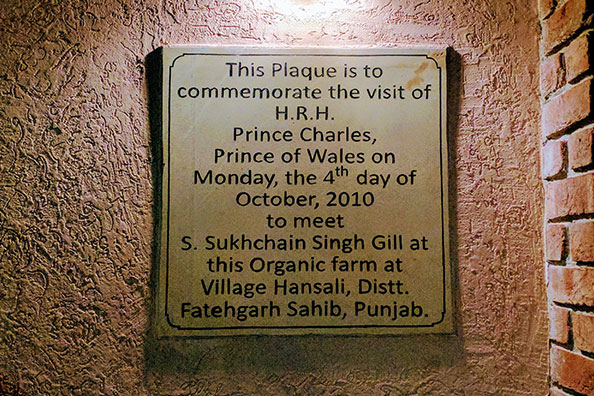 This Plaque is to
commemorate the visit of
H.R.H.
Prince Charles,
Prince of Wales on
Monday, the 4th day of
October, 2010
to meet
S. Sukhchain Singh Gill at
this Organic farm at
Village Hansali, Distt.
Fatehgarh Sahib, Punjab.